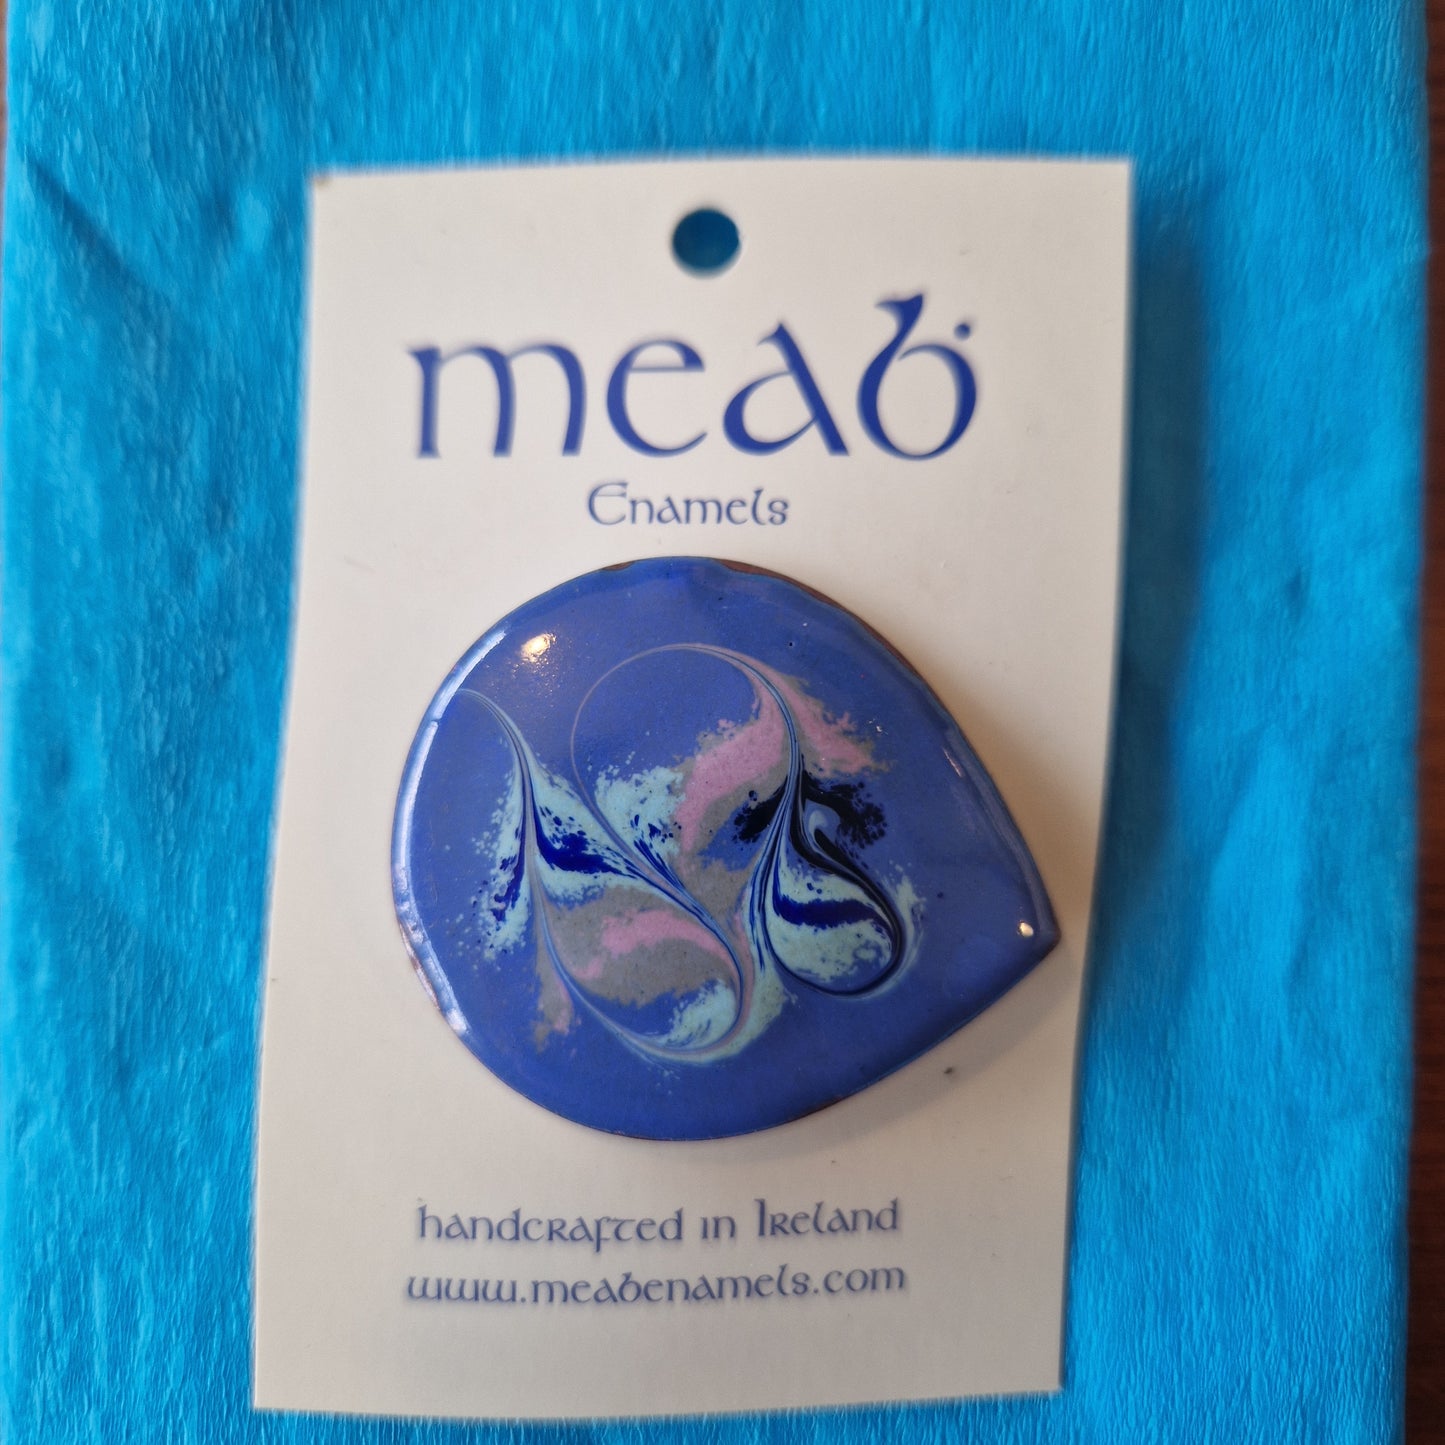 meaḃ
Enamels
handcrafted in Ireland
www.meabenamels.com